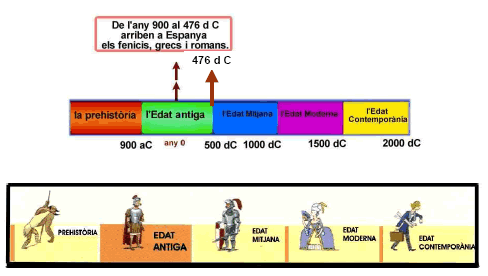 De l'any 900 al 476 d C
arriben a Espanya
els fenicis, grecs i romans.
476 d C
la prehistòria
l'Edat antiga
l'Edat Mitjana
l'Edat Moderna
l'Edat
Contemporània
900 aC
any 0
500 dC
1000 dC
1500 dC
2000 dC
PREHISTÒRIA
EDAT
ANTIGA
EDAT
MITJANA
EDAT
MODERNA
EDAT
CONTEMPORÀNIA